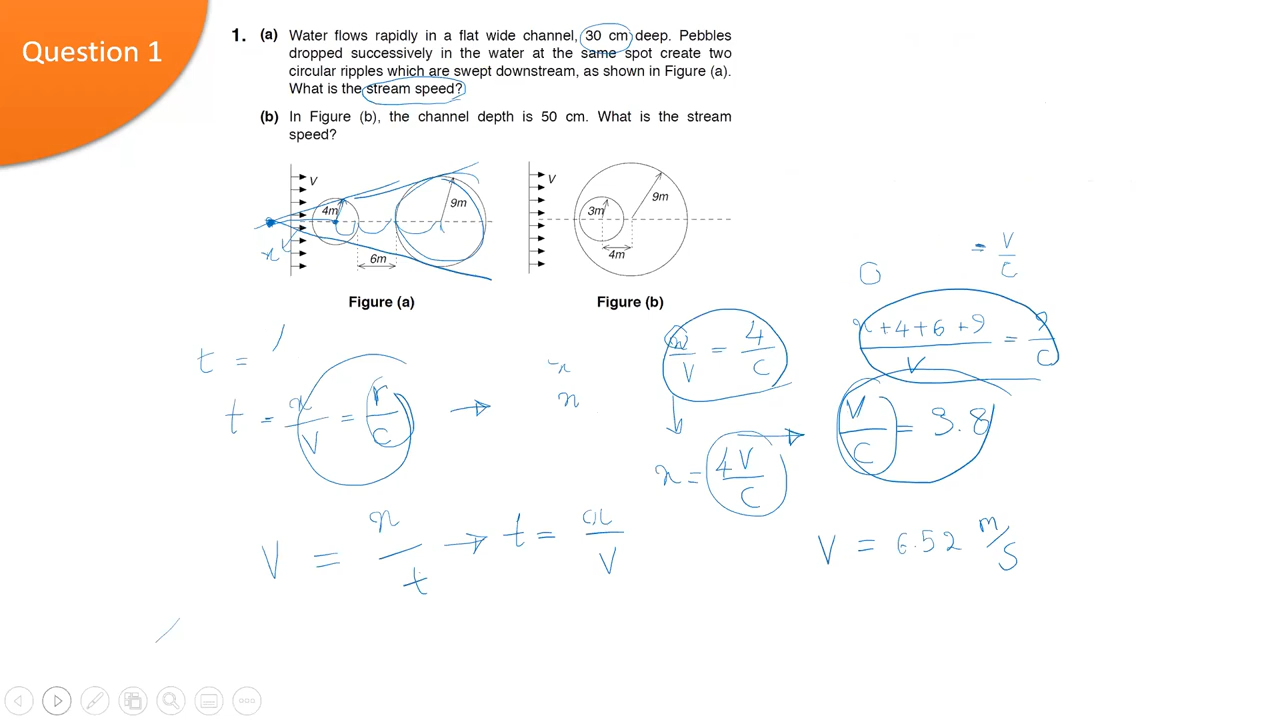 Question 1
1. (a) Water flows rapidly in a flat wide channel, 30 cm deep. Pebbles
dropped successively in the water at the same spot create two
circular ripples which are swept downstream, as shown in Figure (a).
What is the stream speed?
(b) In Figure (b), the channel depth is 50 cm. What is the stream
speed?
V
4m
9m
6m
x
Figure (a)
V
3m
9m
4m
Figure (b)
= V/C
t =
t = x/V = r/C →
x
x/V = 4/C
x+4+6+9/V = 9/C
x = 4V/C →
V/C = 3.8
V = x/t → t = x/V
V = 6.52 m/s